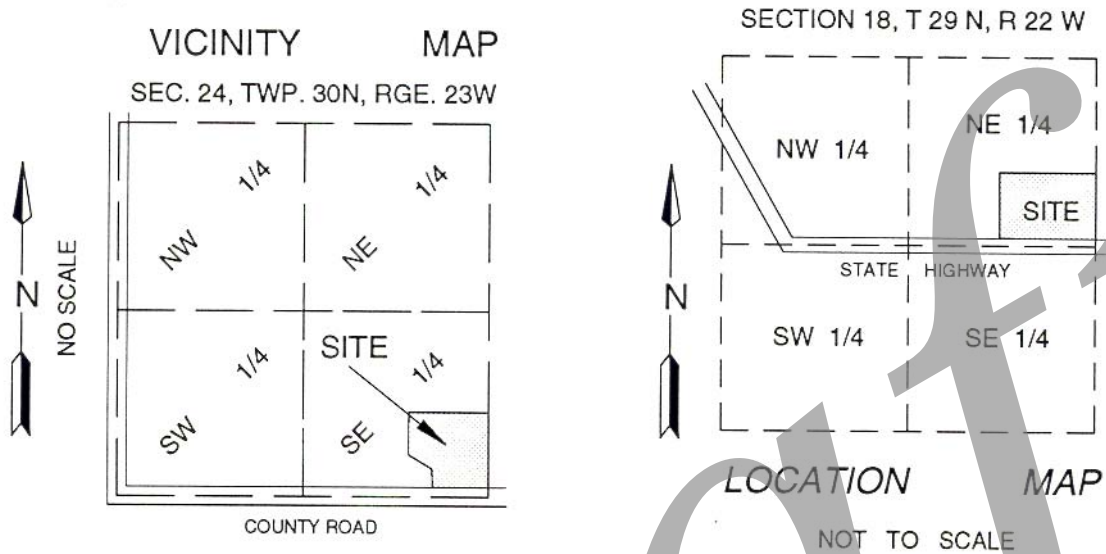 VICINITY MAP
SEC. 24, TWP. 30N, RGE. 23W
N
NO SCALE
NW 1/4
NE 1/4
SW 1/4
SE 1/4
SITE
COUNTY ROAD
SECTION 18, T 29 N, R 22 W
N
NW 1/4
NE 1/4
SITE
STATE HIGHWAY
SW 1/4
SE 1/4
LOCATION MAP
NOT TO SCALE